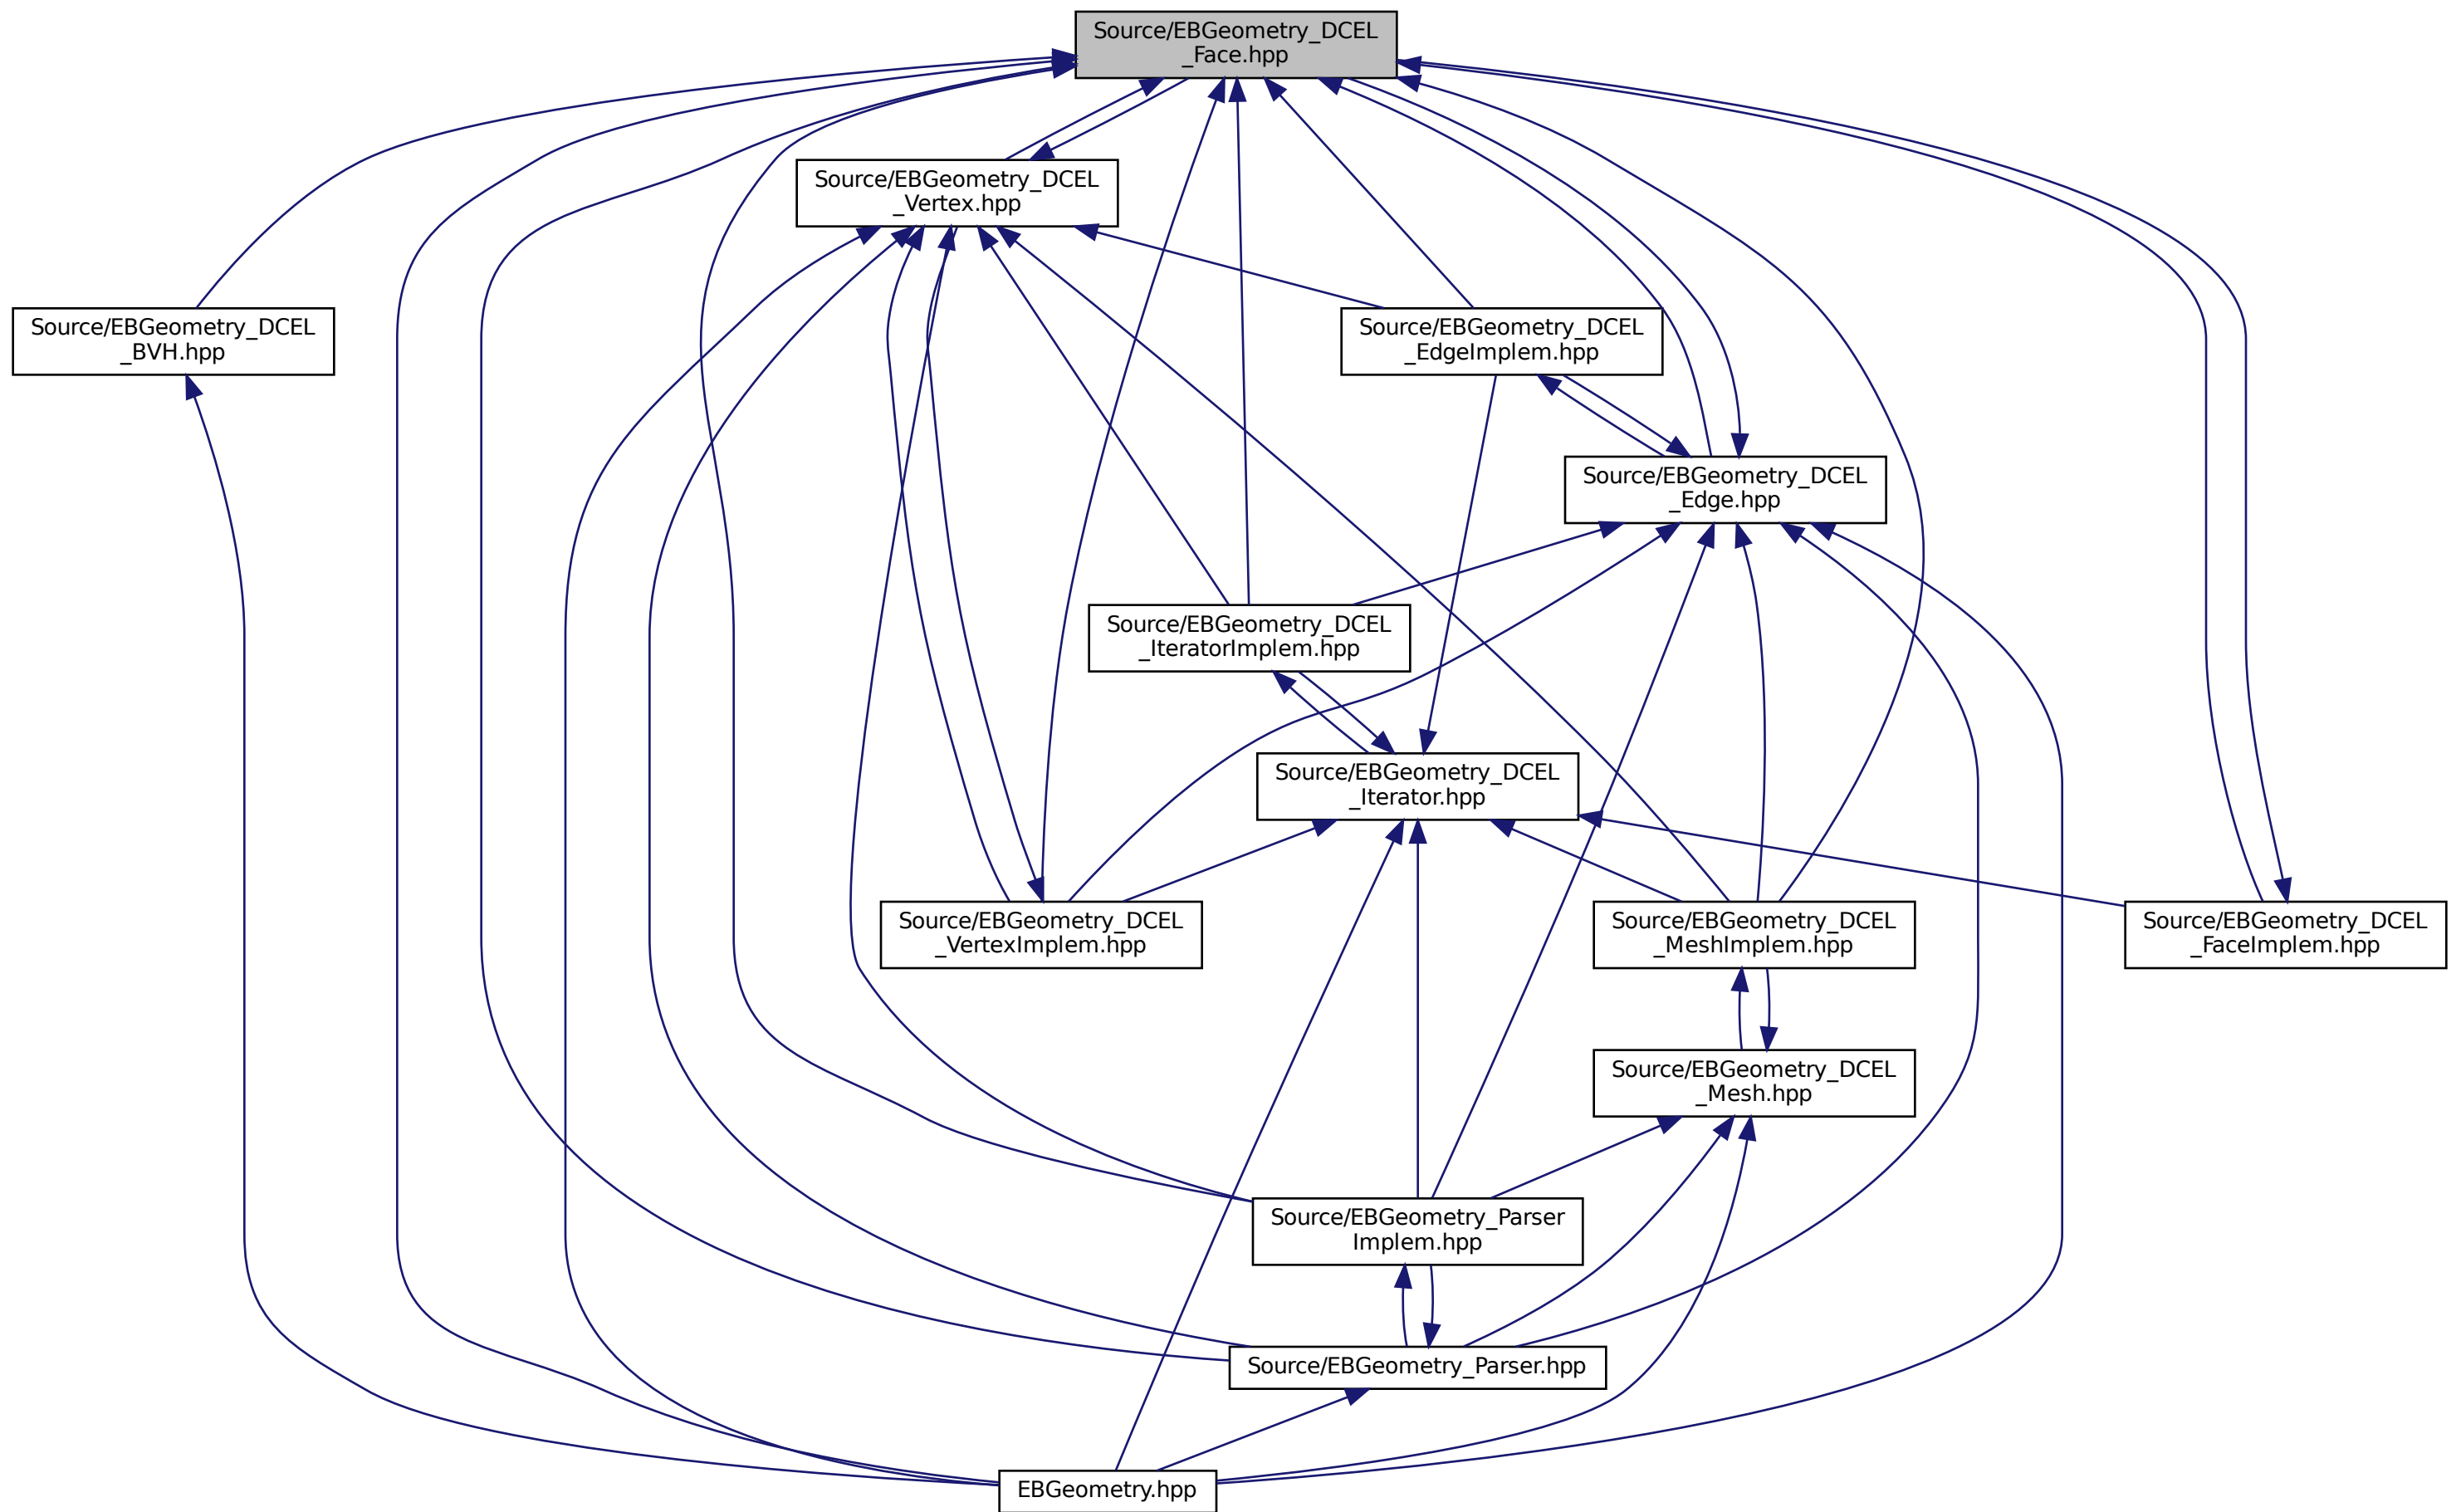 Source/EBGeometry_DCEL
_Face.hpp
Source/EBGeometry_DCEL
_Vertex.hpp
Source/EBGeometry_DCEL
_BVH.hpp
Source/EBGeometry_DCEL
_EdgeImplem.hpp
Source/EBGeometry_DCEL
_Edge.hpp
Source/EBGeometry_DCEL
_IteratorImplem.hpp
Source/EBGeometry_DCEL
_Iterator.hpp
Source/EBGeometry_DCEL
_VertexImplem.hpp
Source/EBGeometry_DCEL
_MeshImplem.hpp
Source/EBGeometry_DCEL
_FaceImplem.hpp
Source/EBGeometry_DCEL
_Mesh.hpp
Source/EBGeometry_Parser
Implem.hpp
Source/EBGeometry_Parser.hpp
EBGeometry.hpp